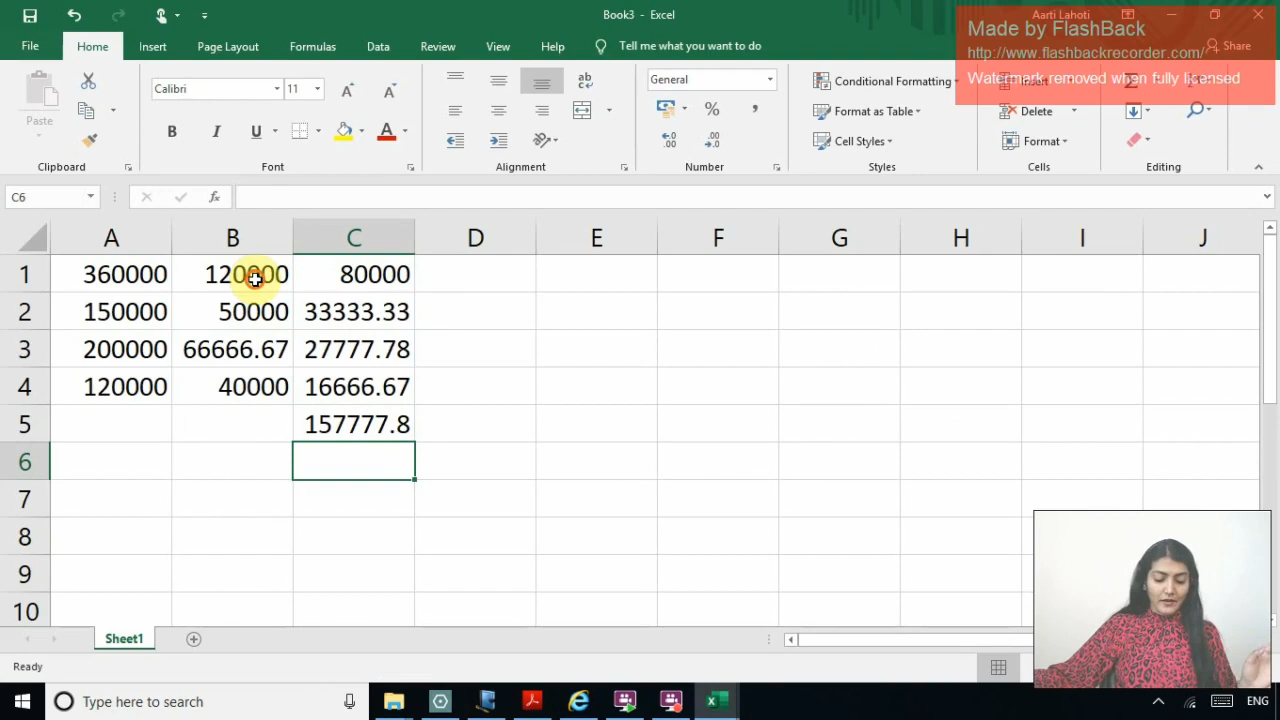 Book3 - Excel
Aarti Lahoti
Made by FlashBack
http://www.flashbackrecorder.com/
Watermark removed when fully licensed
File Home Insert Page Layout Formulas Data Review View Help Tell me what you want to do Share
Paste
Calibri 11
General
Conditional Formatting
Format as Table
Cell Styles
Insert
Delete
Format
Clipboard Font Alignment Number Styles Cells Editing
C6 fx
A B C D E F G H I J
1 360000 120000 80000
2 150000 50000 33333.33
3 200000 66666.67 27777.78
4 120000 40000 16666.67
5 157777.8
6
7
8
9
10
Sheet1
Ready
Type here to search ENG